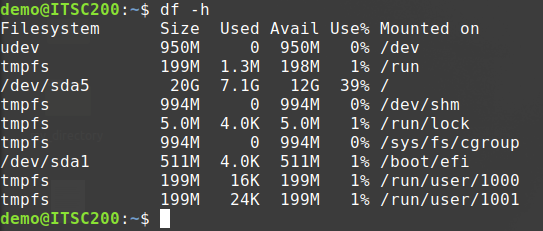 demo@ITSC200:~$ df -h
Filesystem      Size  Used Avail Use% Mounted on
udev            950M     0  950M   0% /dev
tmpfs           199M  1.3M  198M   1% /run
/dev/sda5        20G  7.1G   12G  39% /
tmpfs           994M     0  994M   0% /dev/shm
tmpfs           5.0M  4.0K  5.0M   1% /run/lock
tmpfs           994M     0  994M   0% /sys/fs/cgroup
/dev/sda1       511M  4.0K  511M   1% /boot/efi
tmpfs           199M   16K  199M   1% /run/user/1000
tmpfs           199M   24K  199M   1% /run/user/1001
demo@ITSC200:~$